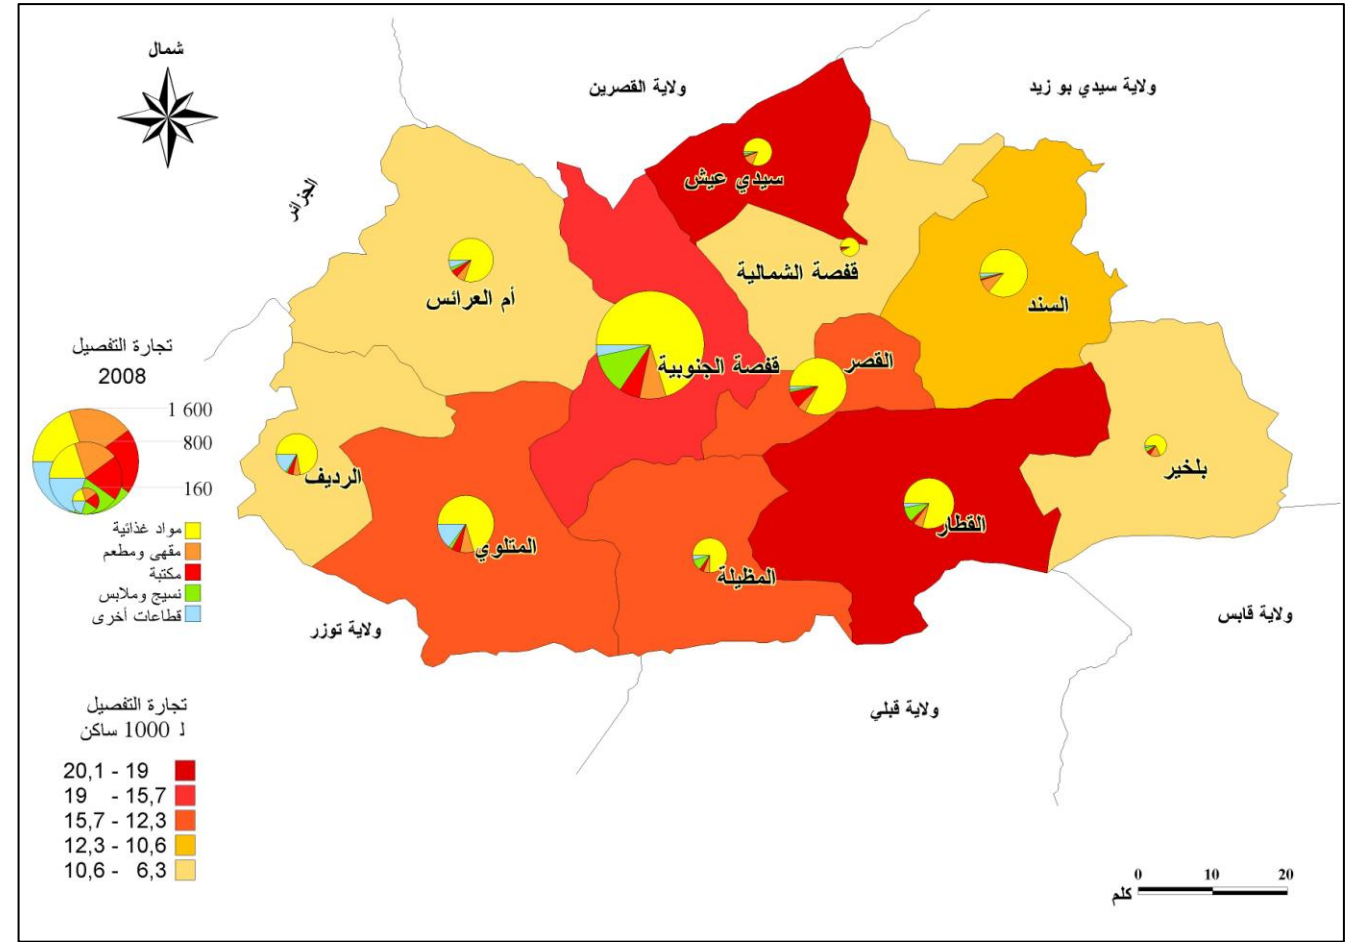 شمال
ولاية القصرين
ولاية سيدي بو زيد
الجزائر
سيدي عيش
قفصة الشمالية
أم العرائس
السند
قفصة الجنوبية
القصر
بلخير
الرديف
القطار
المتلوي
المظيلة
ولاية توزر
ولاية قابس
ولاية قبلي
تجارة التفصيل
2008
1 600
800
160
مواد غذائية
مقهى ومطعم
مكتبة
نسيج وملابس
قطاعات أخرى
تجارة التفصيل
ل 1000 ساكن
20,1 - 19
19 - 15,7
15,7 - 12,3
12,3 - 10,6
10,6 - 6,3
0 10 20
كلم